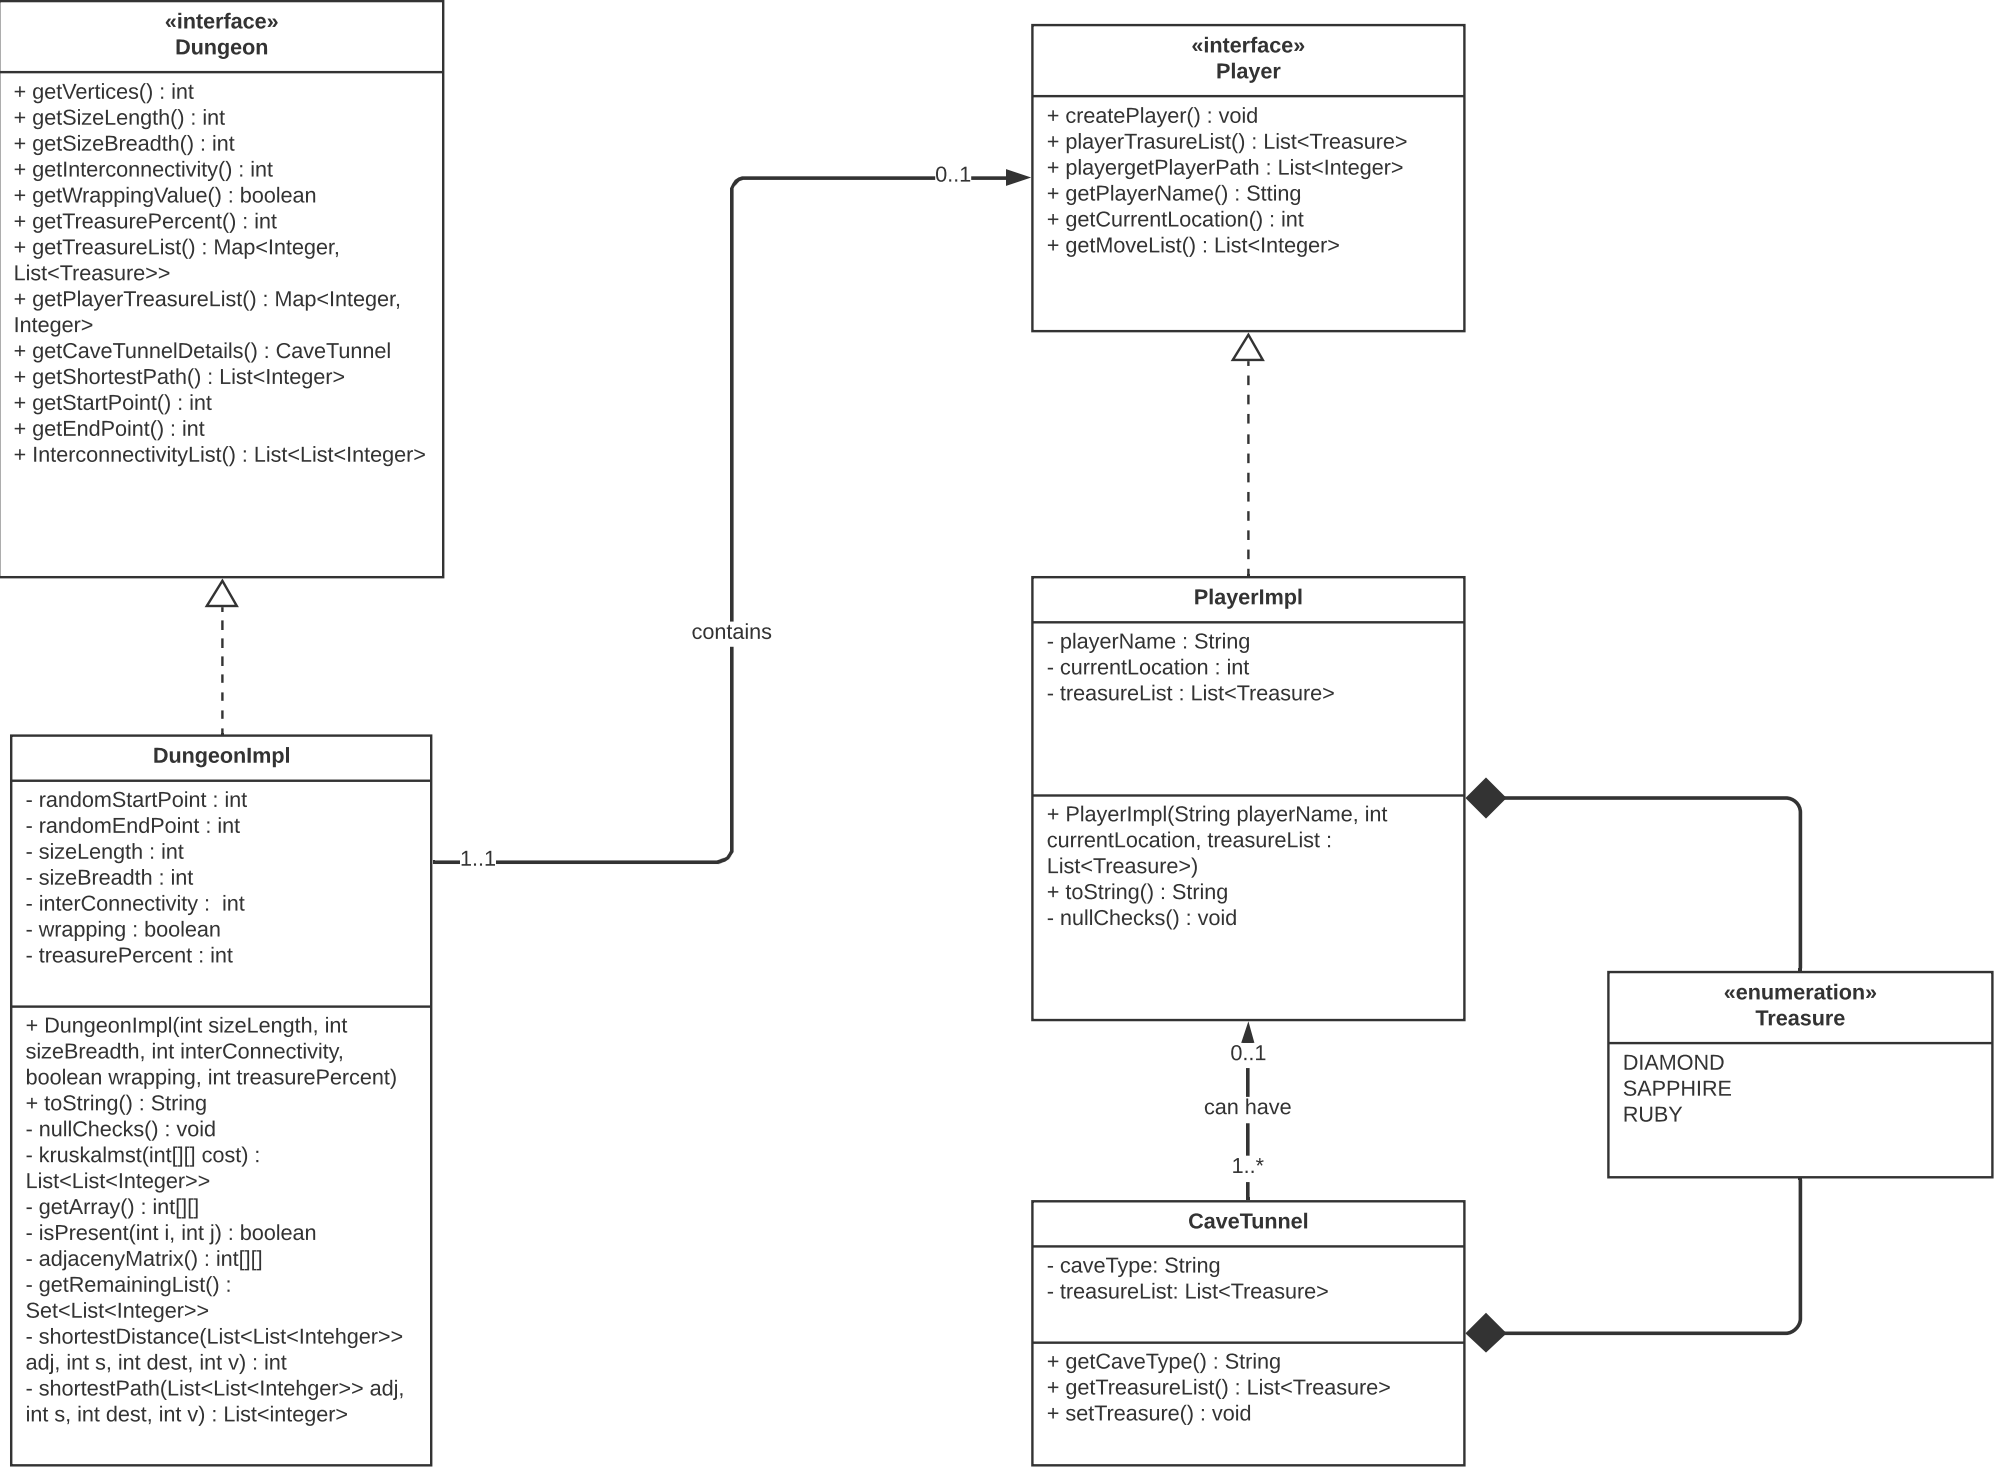 «interface»
Dungeon
+ getVertices() : int
+ getSizeLength() : int
+ getSizeBreadth() : int
+ getInterconnectivity() : int
+ getWrappingValue() : boolean
+ getTreasurePercent() : int
+ getTreasureList() : Map<Integer,
List<Treasure>>
+ getPlayerTreasureList() : Map<Integer,
Integer>
+ getCaveTunnelDetails() : CaveTunnel
+ getShortestPath() : List<Integer>
+ getStartPoint() : int
+ getEndPoint() : int
+ InterconnectivityList() : List<List<Integer>
DungeonImpl
- randomStartPoint : int
- randomEndPoint : int
- sizeLength : int
- sizeBreadth : int
- interConnectivity :  int
- wrapping : boolean
- treasurePercent : int
+ DungeonImpl(int sizeLength, int
sizeBreadth, int interConnectivity,
boolean wrapping, int treasurePercent)
+ toString() : String
- nullChecks() : void
- kruskalmst(int[][] cost) :
List<List<Integer>>
- getArray() : int[][]
- isPresent(int i, int j) : boolean
- adjacenyMatrix() : int[][]
- getRemainingList() :
Set<List<Integer>>
- shortestDistance(List<List<Intehger>>
adj, int s, int dest, int v) : int
- shortestPath(List<List<Intehger>> adj,
int s, int dest, int v) : List<integer>
1..1
contains
0..1
«interface»
Player
+ createPlayer() : void
+ playerTrasureList() : List<Treasure>
+ playergetPlayerPath : List<Integer>
+ getPlayerName() : Stting
+ getCurrentLocation() : int
+ getMoveList() : List<Integer>
PlayerImpl
- playerName : String
- currentLocation : int
- treasureList : List<Treasure>
+ PlayerImpl(String playerName, int
currentLocation, treasureList :
List<Treasure>)
+ toString() : String
- nullChecks() : void
0..1
can have
1..*
CaveTunnel
- caveType: String
- treasureList: List<Treasure>
+ getCaveType() : String
+ getTreasureList() : List<Treasure>
+ setTreasure() : void
«enumeration»
Treasure
DIAMOND
SAPPHIRE
RUBY